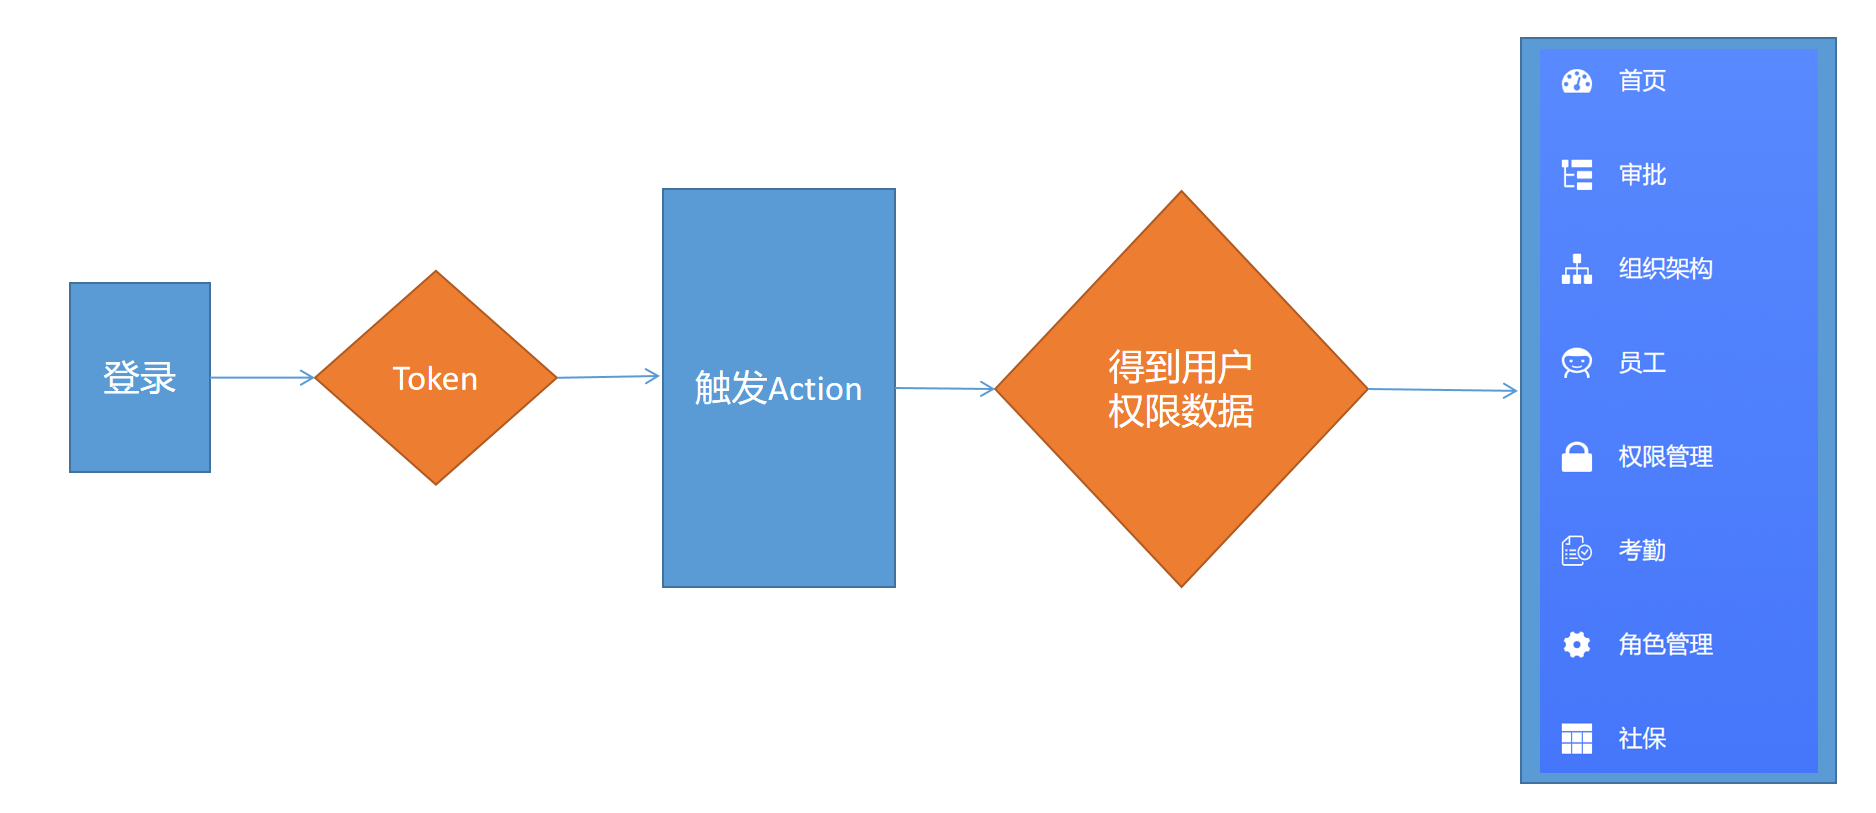 登录
Token
触发Action
得到用户
权限数据
首页
审批
组织架构
员工
权限管理
考勤
角色管理
社保